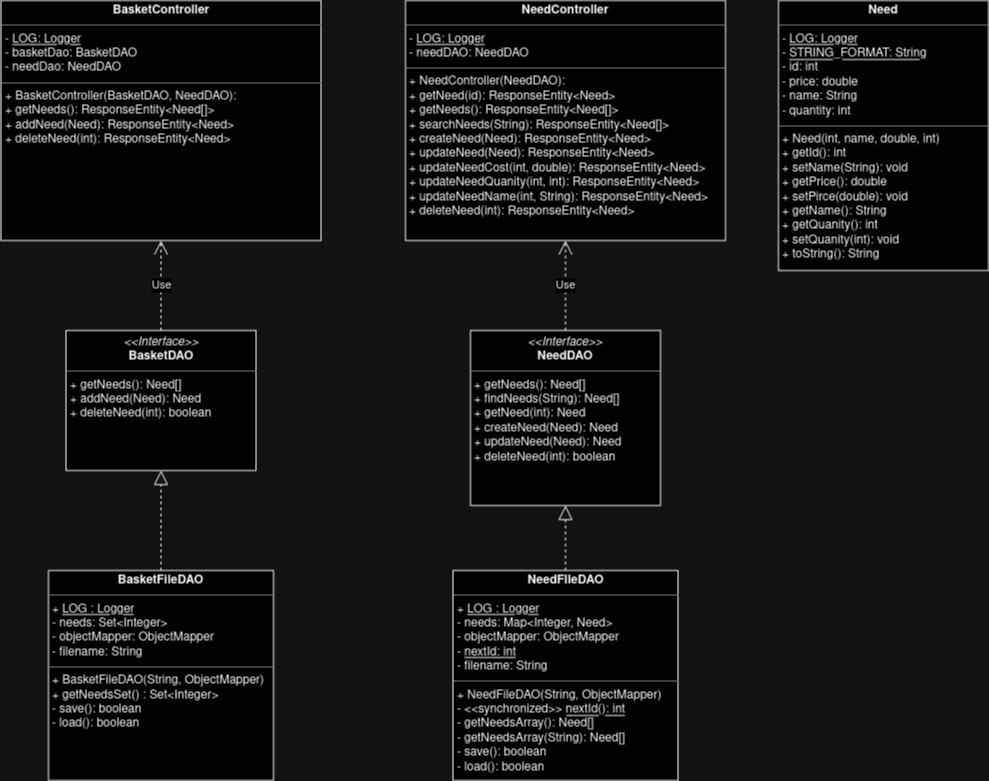 BasketController
- LOG: Logger
- basketDao: BasketDAO
- needDao: NeedDAO
+ BasketController(BasketDAO, NeedDAO):
+ getNeeds(): ResponseEntity<Need[]>
+ addNeed(Need): ResponseEntity<Need>
+ deleteNeed(int): ResponseEntity<Need>
NeedController
- LOG: Logger
- needDAO: NeedDAO
+ NeedController(NeedDAO):
+ getNeed(id): ResponseEntity<Need>
+ getNeeds(): ResponseEntity<Need[]>
+ searchNeeds(String): ResponseEntity<Need[]>
+ createNeed(Need): ResponseEntity<Need>
+ updateNeed(Need): ResponseEntity<Need>
+ updateNeedCost(int, double): ResponseEntity<Need>
+ updateNeedQuanity(int, int): ResponseEntity<Need>
+ updateNeedName(int, String): ResponseEntity<Need>
+ deleteNeed(int): ResponseEntity<Need>
Need
- LOG: Logger
- STRING_FORMAT: String
- id: int
- price: double
- name: String
- quantity: int
+ Need(int, name, double, int)
+ getId(): int
+ setName(String): void
+ getPrice(): double
+ setPirce(double): void
+ getName(): String
+ getQuanity(): int
+ setQuanity(int): void
+ toString(): String
Use
Use
<<Interface>>
BasketDAO
+ getNeeds(): Need[]
+ addNeed(Need): Need
+ deleteNeed(int): boolean
<<Interface>>
NeedDAO
+ getNeeds(): Need[]
+ findNeeds(String): Need[]
+ getNeed(int): Need
+ createNeed(Need): Need
+ updateNeed(Need): Need
+ deleteNeed(int): boolean
BasketFileDAO
+ LOG : Logger
- needs: Set<Integer>
- objectMapper: ObjectMapper
- filename: String
+ BasketFileDAO(String, ObjectMapper)
+ getNeedsSet() : Set<Integer>
- save(): boolean
- load(): boolean
NeedFIleDAO
+ LOG : Logger
- needs: Map<Integer, Need>
- objectMapper: ObjectMapper
- nextId: int
- filename: String
+ NeedFileDAO(String, ObjectMapper)
- <<synchronized>> nextId(): int
- getNeedsArray(): Need[]
- getNeedsArray(String): Need[]
- save(): boolean
- load(): boolean